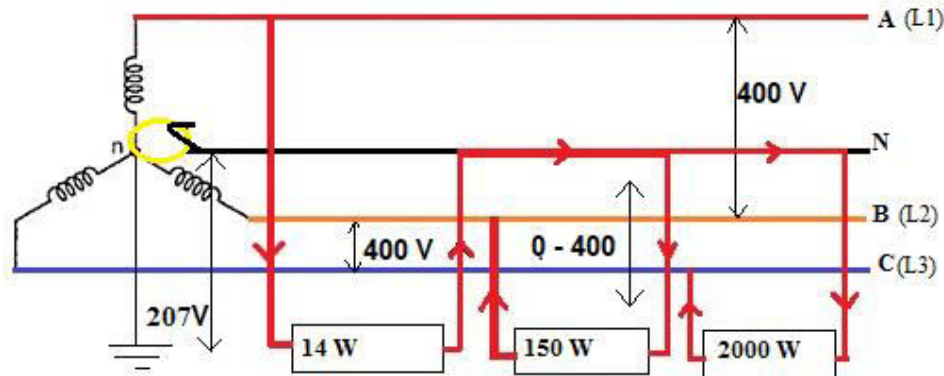 A (L1)
400 V
n
N
B (L2)
400 V
0 - 400
C (L3)
207V
14 W
150 W
2000 W